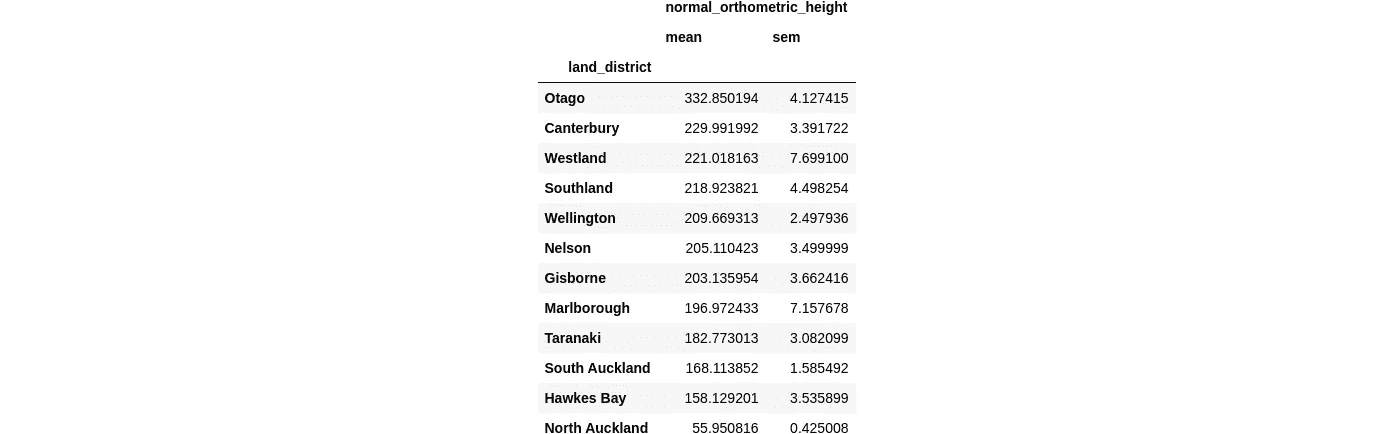 normal_orthometric_height
mean sem
land_district
Otago 332.850194 4.127415
Canterbury 229.991992 3.391722
Westland 221.018163 7.699100
Southland 218.923821 4.498254
Wellington 209.669313 2.497936
Nelson 205.110423 3.499999
Gisborne 203.135954 3.662416
Marlborough 196.972433 7.157678
Taranaki 182.773013 3.082099
South Auckland 168.113852 1.585492
Hawkes Bay 158.129201 3.535899
North Auckland 55.950816 0.425008